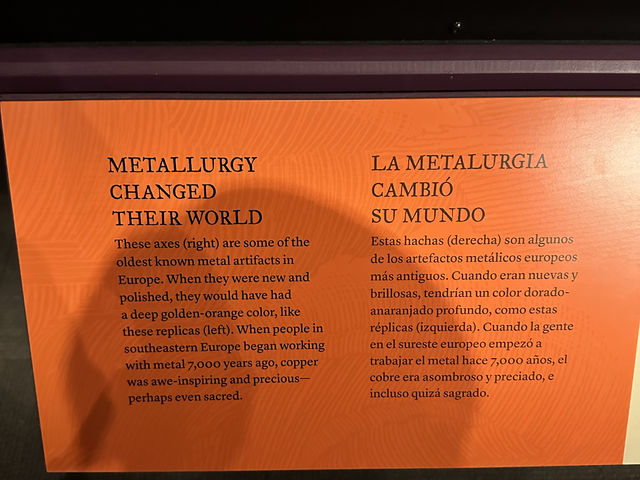 METALLURGY
CHANGED
THEIR WORLD
These axes (right) are some of the
oldest known metal artifacts in
Europe. When they were new and
polished, they would have had
a deep golden-orange color, like
these replicas (left). When people in
southeastern Europe began working
with metal 7,000 years ago, copper
was awe-inspiring and precious—
perhaps even sacred.
LA METALURGIA
CAMBIÓ
SU MUNDO
Estas hachas (derecha) son algunos
de los artefactos metálicos europeos
más antiguos. Cuando eran nuevas y
brillosas, tendrían un color dorado-
anaranjado profundo, como estas
réplicas (izquierda). Cuando la gente
en el sureste europeo empezó a
trabajar el metal hace 7,000 años, el
cobre era asombroso y preciado, e
incluso quizá sagrado.